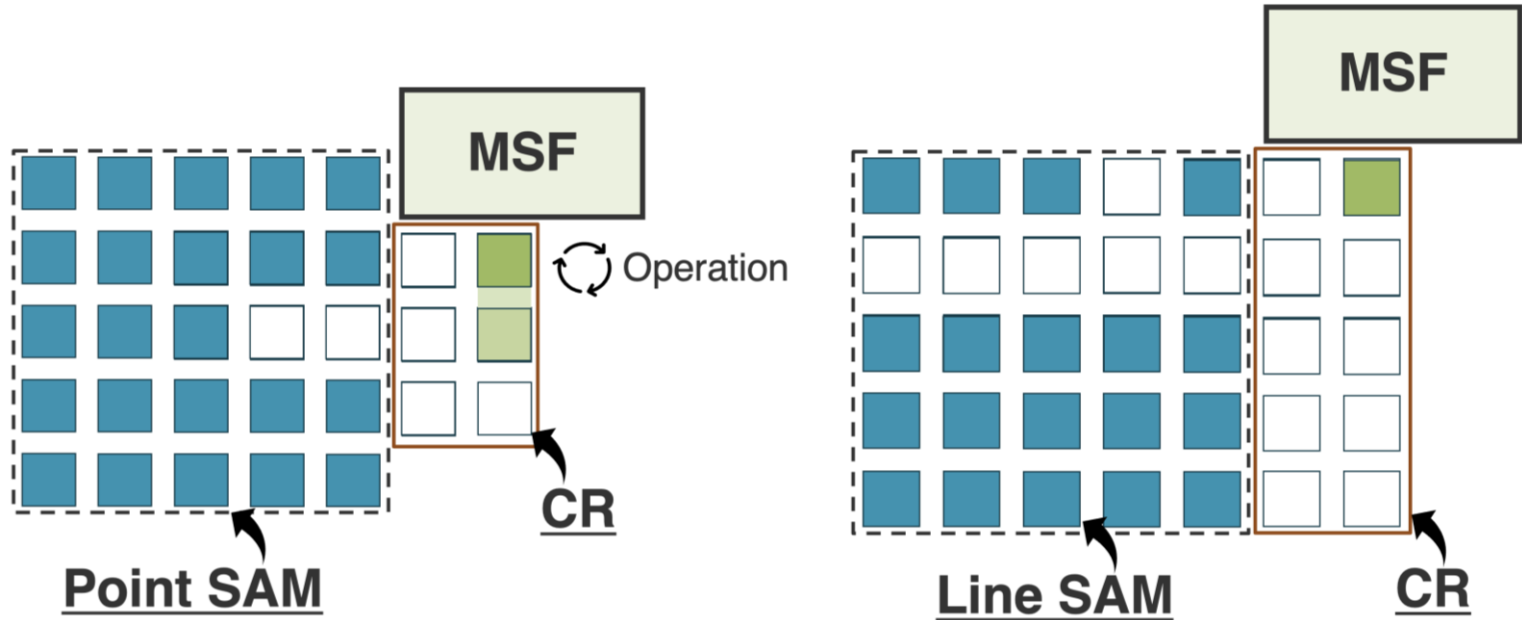 MSF
Operation
CR
Point SAM
MSF
Line SAM
CR